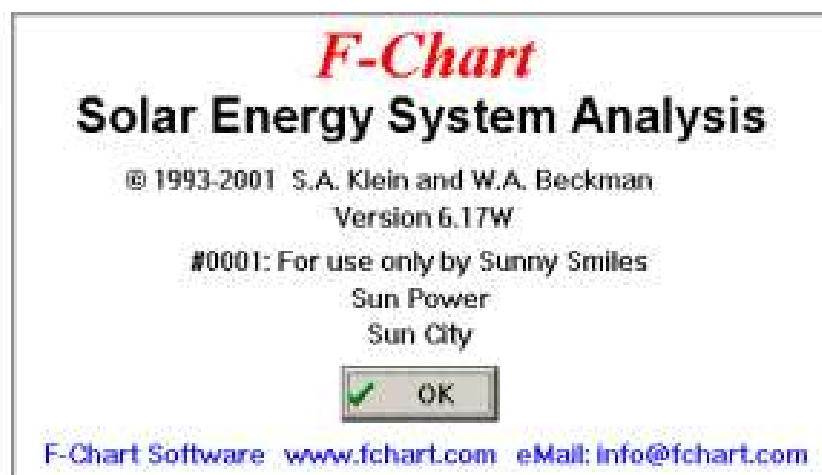 F-Chart
Solar Energy System Analysis
© 1993-2001 S.A. Klein and W.A. Beckman
Version 6.17W
#0001: For use only by Sunny Smiles
Sun Power
Sun City
OK
F-Chart Software www.fchart.com eMail: info@fchart.com